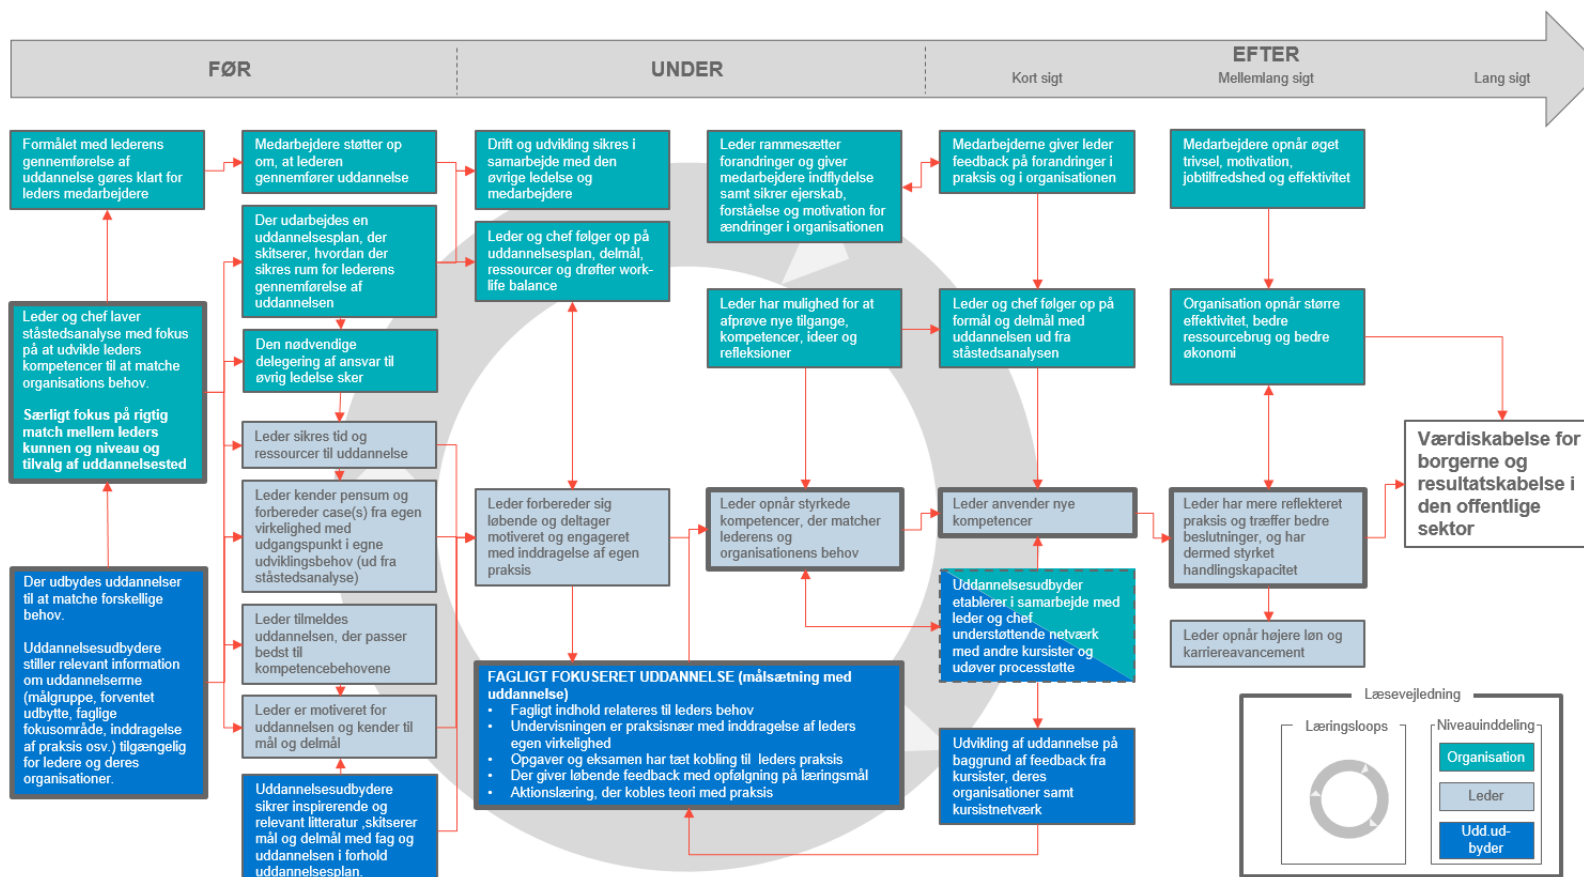 FØR
UNDER
EFTER
Kort sigt
Mellemlang sigt
Lang sigt
Formålet med lederens
gennemførelse af
uddannelse gøres klart for
leders medarbejdere
Leder og chef laver
ståstedsanalyse med fokus
på at udvikle leders
kompetencer til at matche
organisations behov.
Særligt fokus på rigtig
match mellem leders
kunnen og niveau og
tilvalg af uddannelsested
Der udbydes uddannelser
til at matche forskellige
behov.
Uddannelsesudbydere
stiller relevant information
om uddannelserne
(målgruppe, forventet
udbytte, faglige
fokusområde, inddragelse
af praksis osv.) tilgængelig
for ledere og deres
organisationer.
Medarbejdere støtter op
om, at lederen
gennemfører uddannelse
Der udarbejdes en
uddannelsesplan, der
skitserer, hvordan der
sikres rum for lederens
gennemførelse af
uddannelsen
Den nødvendige
delegering af ansvar til
øvrig ledelse sker
Leder sikres tid og
ressourcer til uddannelse
Leder kender pensum og
forbereder case(s) fra egen
virkelighed med
udgangspunkt i egne
udviklingsbehov (ud fra
ståstedsanalyse)
Leder tilmeldes
uddannelsen, der passer
bedst til
kompetencebehovene
Leder er motiveret for
uddannelsen og kender til
mål og delmål
Uddannelsesudbydere
sikrer inspirerende og
relevant litteratur ,skitserer
mål og delmål med fag og
uddannelsen i forhold
uddannelsesplan.
Drift og udvikling sikres i
samarbejde med den
øvrige ledelse og
medarbejdere
Leder og chef følger op på
uddannelsesplan, delmål,
ressourcer og drøfter work-
life balance
Leder forbereder sig
løbende og deltager
motiveret og engageret
med inddragelse af egen
praksis
FAGLIGT FOKUSERET UDDANNELSE (målsætning med
uddannelse)
• Fagligt indhold relateres til leders behov
• Undervisningen er praksisnær med inddragelse af leders
egen virkelighed
• Opgaver og eksamen har tæt kobling til leders praksis
• Der giver løbende feedback med opfølgning på læringsmål
• Aktionslæring, der kobles teori med praksis
Leder rammesætter
forandringer og giver
medarbejdere indflydelse
samt sikrer ejerskab,
forståelse og motivation for
ændringer i organisationen
Leder har mulighed for at
afprøve nye tilgange,
kompetencer, ideer og
refleksioner
Leder opnår styrkede
kompetencer, der matcher
lederens og
organisationens behov
Medarbejderne giver leder
feedback på forandringer i
praksis og i organisationen
Leder og chef følger op på
formål og delmål med
uddannelsen ud fra
ståstedsanalysen
Leder anvender nye
kompetencer
Uddannelsesudbyder
etablerer i samarbejde med
leder og chef
understøttende netværk
med andre kursister og
udøver processtøtte
Udvikling af uddannelse på
baggrund af feedback fra
kursister, deres
organisationer samt
kursistnetværk
Medarbejdere opnår øget
trivsel, motivation,
jobtilfredshed og effektivitet
Organisation opnår større
effektivitet, bedre
ressourcebrug og bedre
økonomi
Leder har mere reflekteret
praksis og træffer bedre
beslutninger, og har
dermed styrket
handlingskapacitet
Leder opnår højere løn og
karriereavancement
Værdiskabelse for
borgerne og
resultatskabelse i
den offentlige
sektor
Læsevejledning
Læringsloops
Niveauinddeling
Organisation
Leder
Udd.ud-
byder